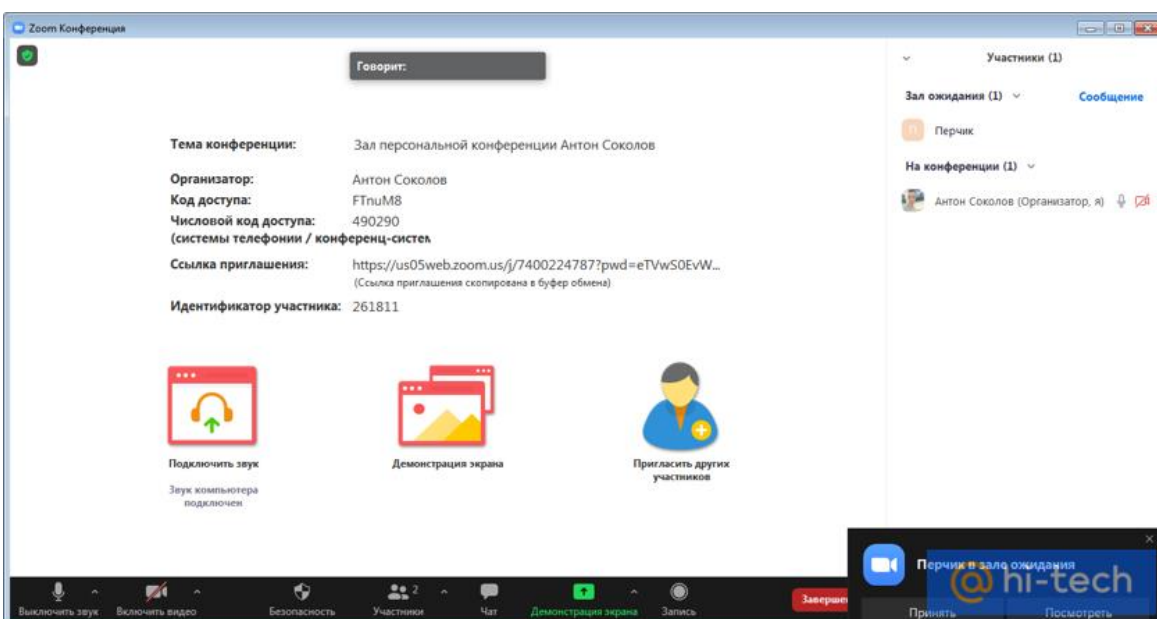 Zoom Конференция
Говорит:
Тема конференции: Зал персональной конференции Антон Соколов
Организатор: Антон Соколов
Код доступа: FTnuM8
Числовой код доступа: 490290
(системы телефонии / конференц-систем
Ссылка приглашения: https://us05web.zoom.us/j/7400224787?pwd=eTVwS0EvW...
(Ссылка приглашения скопирована в буфер обмена)
Идентификатор участника: 261811
Подключить звук
Звук компьютера
подключен
Демонстрация экрана
Пригласить других
участников
Участники (1)
Зал ожидания (1) Сообщение
П Перчик
На конференции (1)
Антон Соколов (Организатор, я)
Перчик в зале ожидания
@ hi-tech
Принять Посмотреть
Выключить звук Включить видео Безопасность Участники 2 Чат Демонстрация экрана Запись